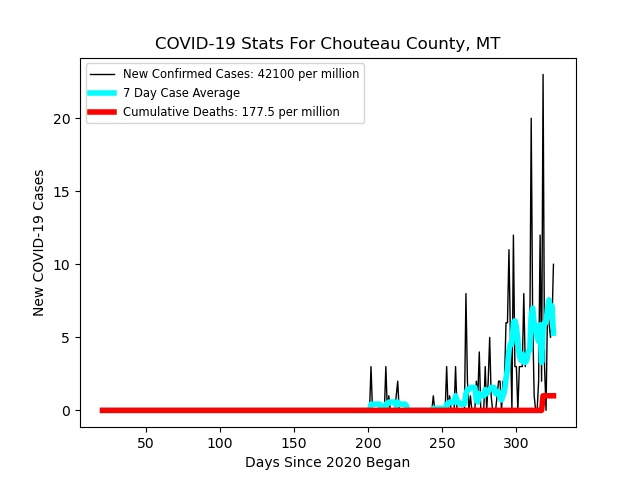 COVID-19 Stats For Chouteau County, MT
New Confirmed Cases: 42100 per million
7 Day Case Average
Cumulative Deaths: 177.5 per million
New COVID-19 Cases
20
15
10
5
0
50 100 150 200 250 300
Days Since 2020 Began